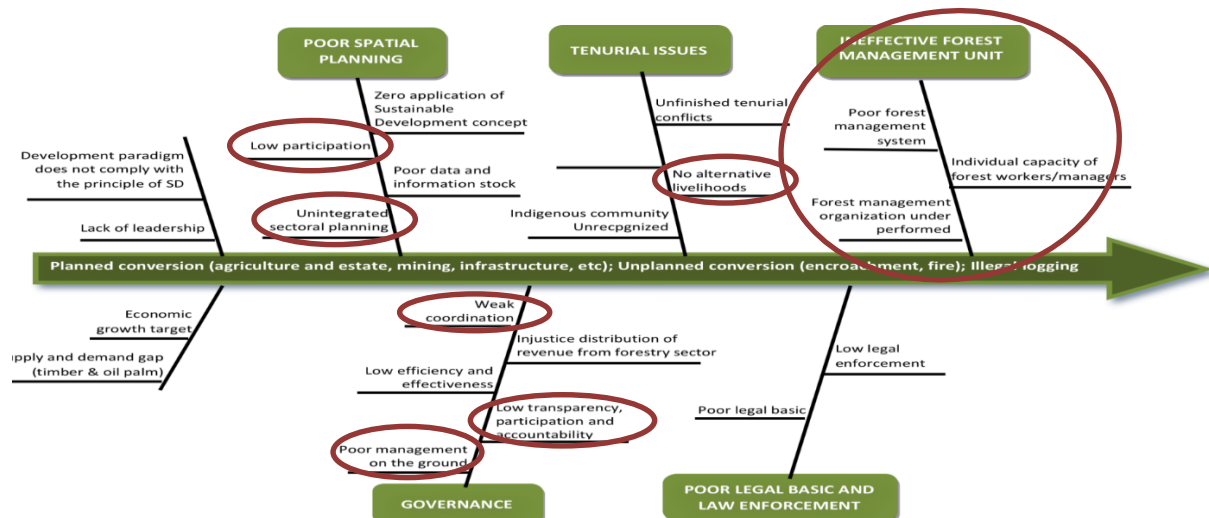 POOR SPATIAL
PLANNING
TENURIAL ISSUES
INEFFECTIVE FOREST
MANAGEMENT UNIT
Zero application of
Sustainable
Development concept
Low participation
Poor data and
information stock
Unintegrated
sectoral planning
Development paradigm
does not comply with
the principle of SD
Lack of leadership
Unfinished tenurial
conflicts
No alternative
livelihoods
Indigenous community
Unrecpgnized
Poor forest
management
system
Individual capacity of
forest workers/managers
Forest management
organization under
performed
Planned conversion (agriculture and estate, mining, infrastructure, etc); Unplanned conversion (encroachment, fire); Illegal logging
Economic
growth target
upply and demand gap
(timber & oil palm)
Weak
coordination
Injustice distribution of
revenue from forestry sector
Low efficiency and
effectiveness
Low transparency,
participation and
accountability
Poor management
on the ground
GOVERNANCE
Low legal
enforcement
Poor legal basic
POOR LEGAL BASIC AND
LAW ENFORCEMENT